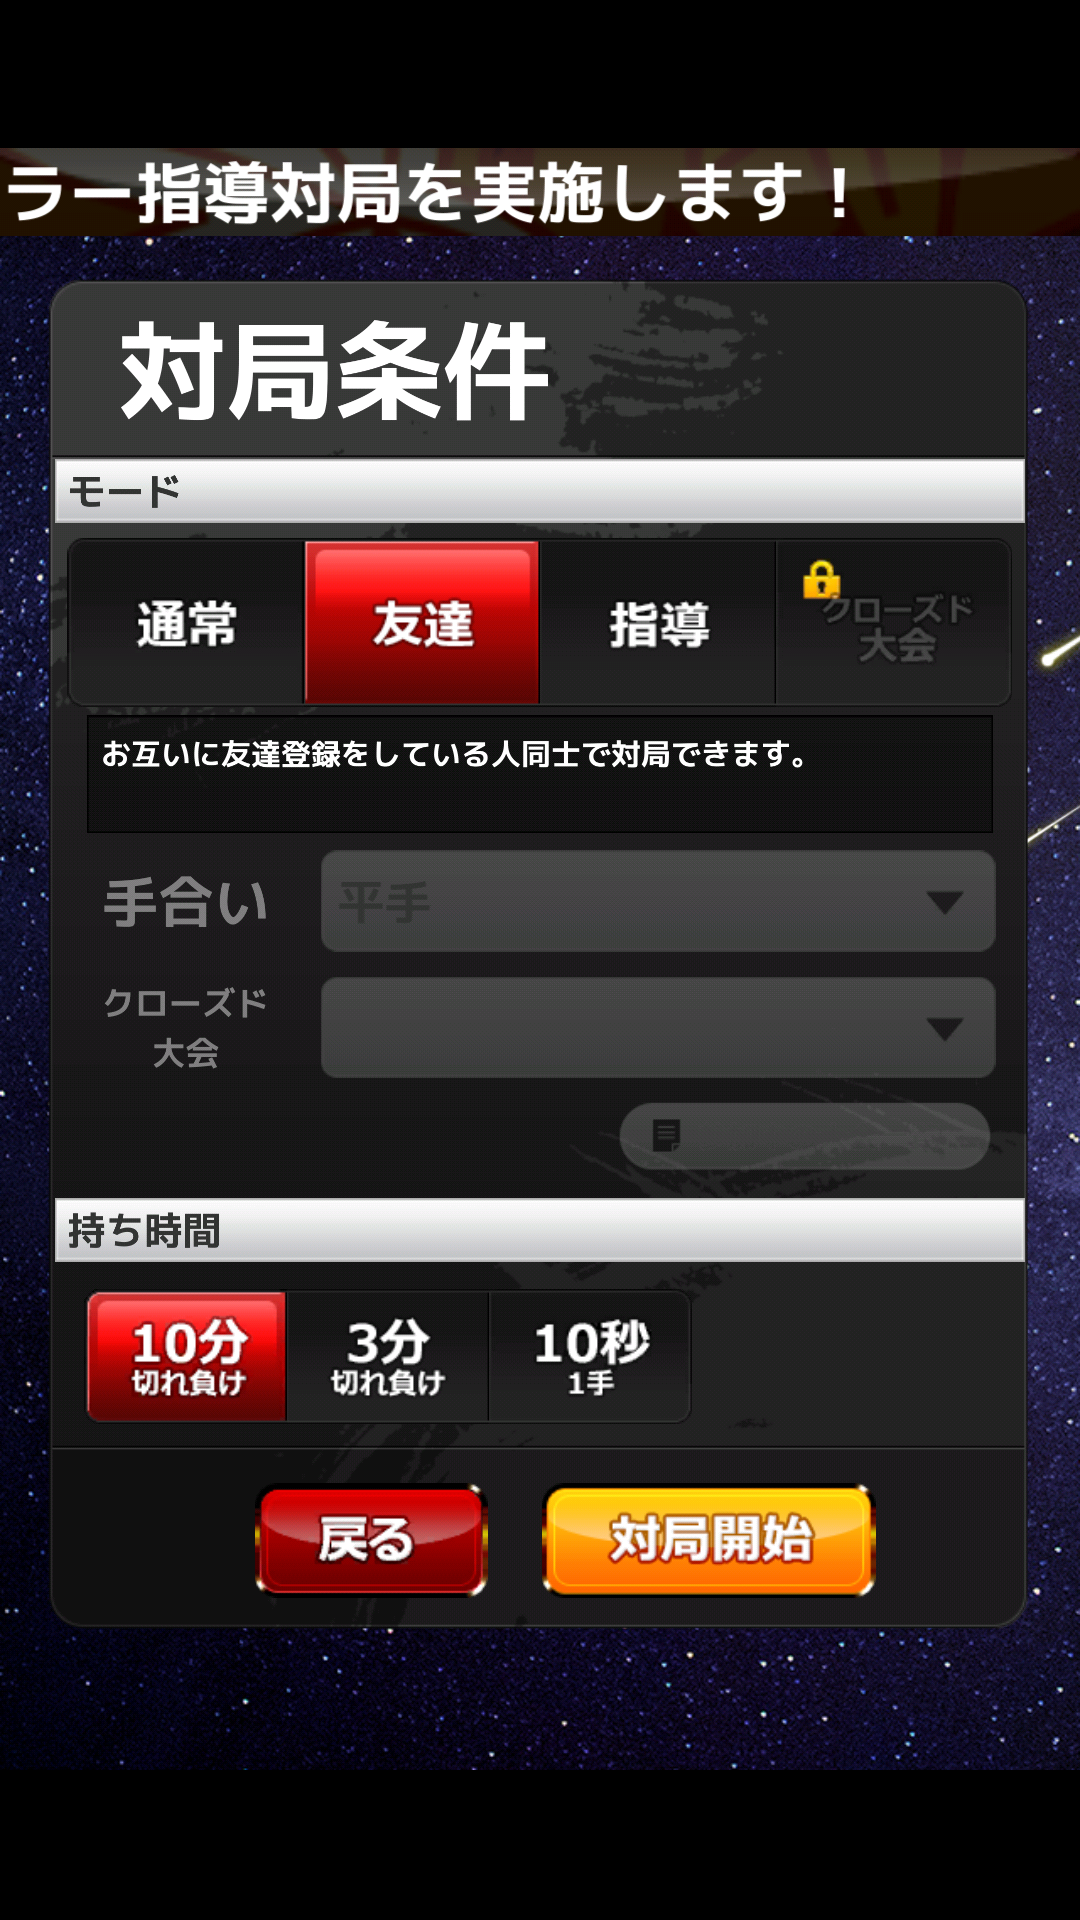 ラー指導対局を実施します！
対局条件
モード
通常
友達
指導
クローズド
大会
お互いに友達登録をしている人同士で対局できます。
手合い
平手
クローズド
大会
持ち時間
10分
切れ負け
3分
切れ負け
10秒
1手
戻る
対局開始